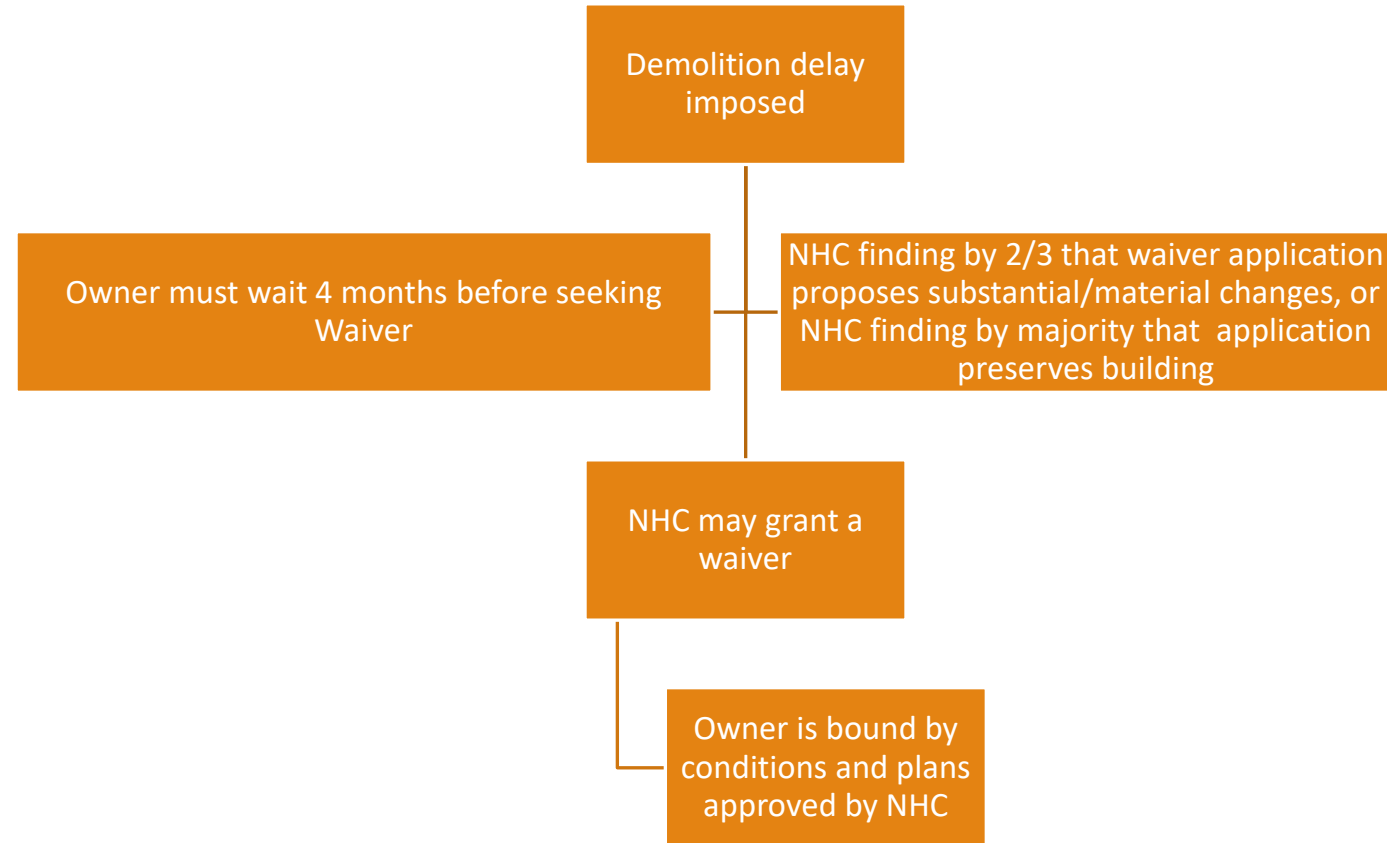 Demolition delay
imposed
Owner must wait 4 months before seeking
Waiver
NHC finding by 2/3 that waiver application
proposes substantial/material changes, or
NHC finding by majority that application
preserves building
NHC may grant a
waiver
Owner is bound by
conditions and plans
approved by NHC